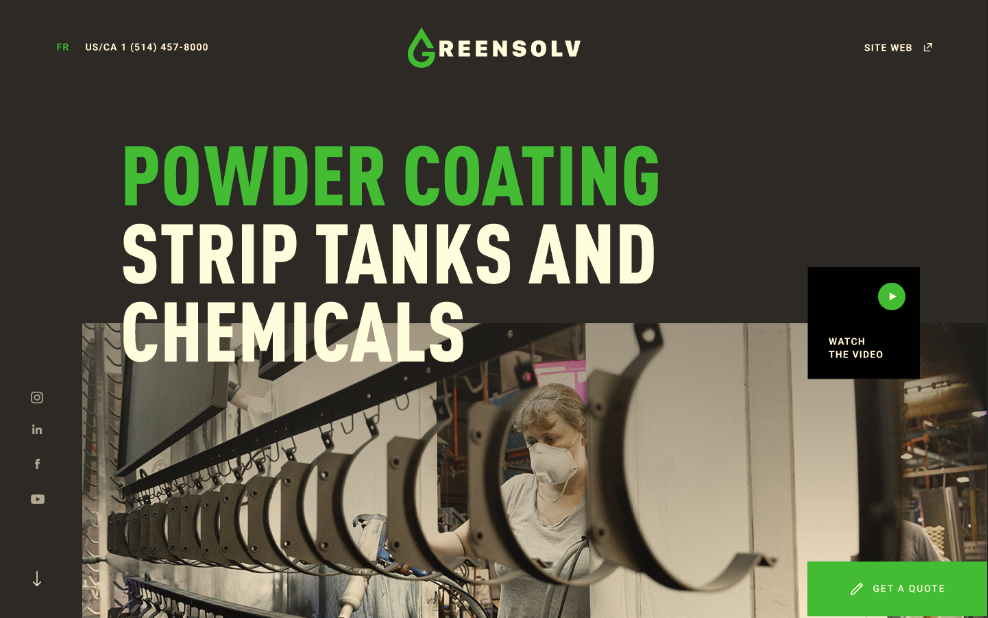 FR
US/CA 1 (514) 457-8000
GREENSOLV
SITE WEB
POWDER COATING
STRIP TANKS AND
CHEMICALS
WATCH
THE VIDEO
in
f
GET A QUOTE